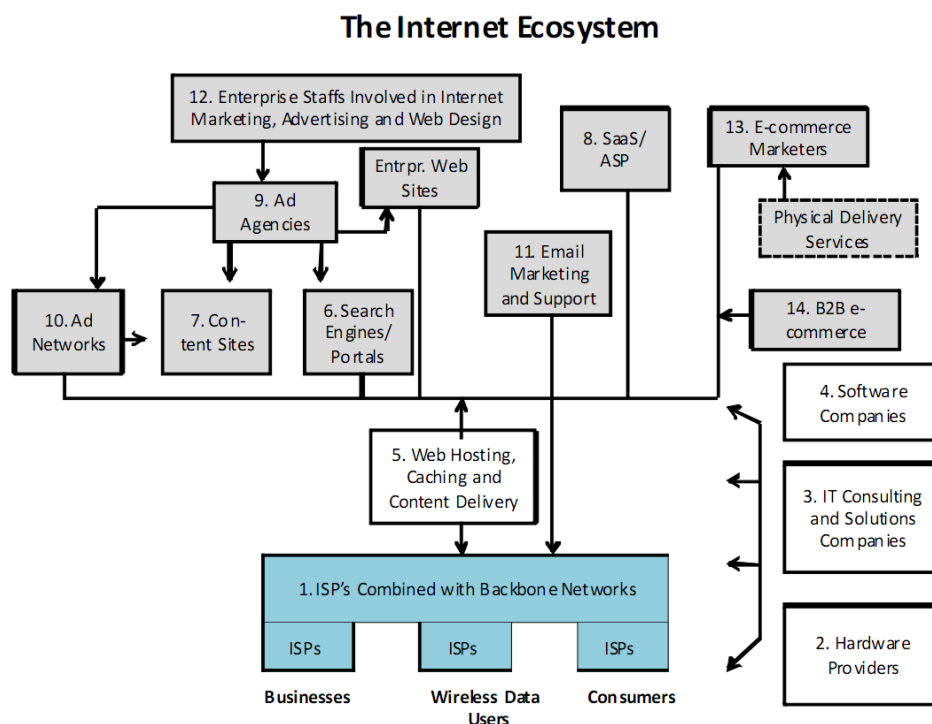 The Internet Ecosystem
12. Enterprise Staffs Involved in Internet
Marketing, Advertising and Web Design
8. SaaS/
ASP
13. E-commerce
Marketers
Entrpr. Web
Sites
9. Ad
Agencies
Physical Delivery
Services
11. Email
Marketing
and Support
10. Ad
Networks
7. Con-
tent Sites
6. Search
Engines/
Portals
14. B2B e-
commerce
4. Software
Companies
5. Web Hosting,
Caching and
Content Delivery
3. IT Consulting
and Solutions
Companies
1. ISP's Combined with Backbone Networks
ISPs
ISPs
ISPs
2. Hardware
Providers
Businesses
Wireless Data
Users
Consumers